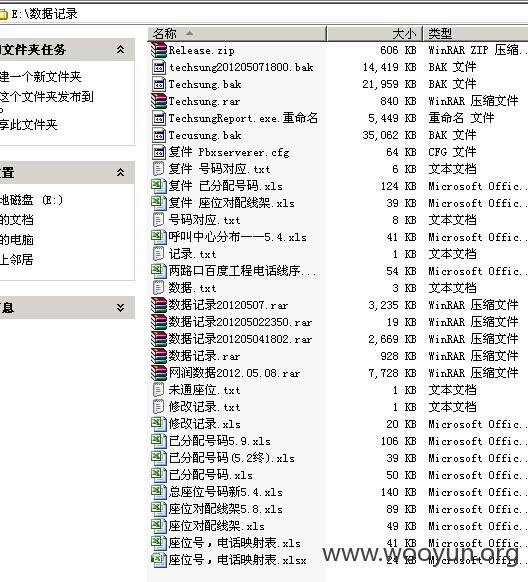 E:\数据记录
文件夹任务
建一个新文件夹
这个文件夹发布到
享此文件夹
置
地磁盘 (E:)
的文档
的电脑
上邻居
息
名称 大小 类型
Release.zip 606 KB WinRAR ZIP 压缩...
techsung201205071800.bak 14,419 KB BAK 文件
Techsung.bak 21,959 KB BAK 文件
Techsung.rar 840 KB WinRAR 压缩文件
TechsungReport.exe.重命名 5,449 KB 重命名 文件
Tecusung.bak 35,062 KB BAK 文件
复件 Pbxserverer.cfg 64 KB CFG 文件
复件 号码对应.txt 6 KB 文本文档
复件 已分配号码.xls 124 KB Microsoft Offic..
复件 座位对配线架.xls 39 KB Microsoft Offic..
号码对应.txt 8 KB 文本文档
呼叫中心分布——5.4.xls 41 KB Microsoft Offic..
记录.txt 1 KB 文本文档
两路口百度工程电话线序... 54 KB Microsoft Offic..
数据.txt 3 KB 文本文档
数据记录20120507.rar 3,235 KB WinRAR 压缩文件
数据记录201205022350.rar 19 KB WinRAR 压缩文件
数据记录201205041802.rar 2,669 KB WinRAR 压缩文件
数据记录.rar 928 KB WinRAR 压缩文件
网润数据2012.05.08.rar 7,728 KB WinRAR 压缩文件
未通座位.txt 1 KB 文本文档
修改记录.txt 1 KB 文本文档
修改记录.xls 20 KB Microsoft Offic..
已分配号码5.9.xls 106 KB Microsoft Offic..
已分配号码(5.2终).xls 39 KB Microsoft Offic..
已分配号码.xls 50 KB Microsoft Offic..
总座位号码新5.4.xls 140 KB Microsoft Offic..
座位对配线架5.8.xls 89 KB Microsoft Offic..
座位对配线架.xls 49 KB Microsoft Offic..
座位号，电话映射表.xls 41 KB Microsoft Offic..
座位号，电话映射表.xlsx 24 KB Microsoft Offic..
www.wooyun.org